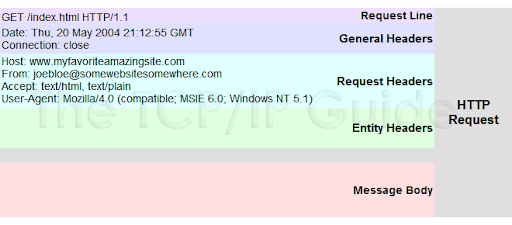 GET /index.html HTTP/1.1
Request Line
Date: Thu, 20 May 2004 21:12:55 GMT
Connection: close
General Headers
Host: www.myfavoriteamazingsite.com
From: joebloe@somewebsitesomewhere.com
Accept: text/html, text/plain
User-Agent: Mozilla/4.0 (compatible; MSIE 6.0; Windows NT 5.1)
Request Headers
The TCP/IP Guide
Entity Headers
Message Body
HTTP
Request